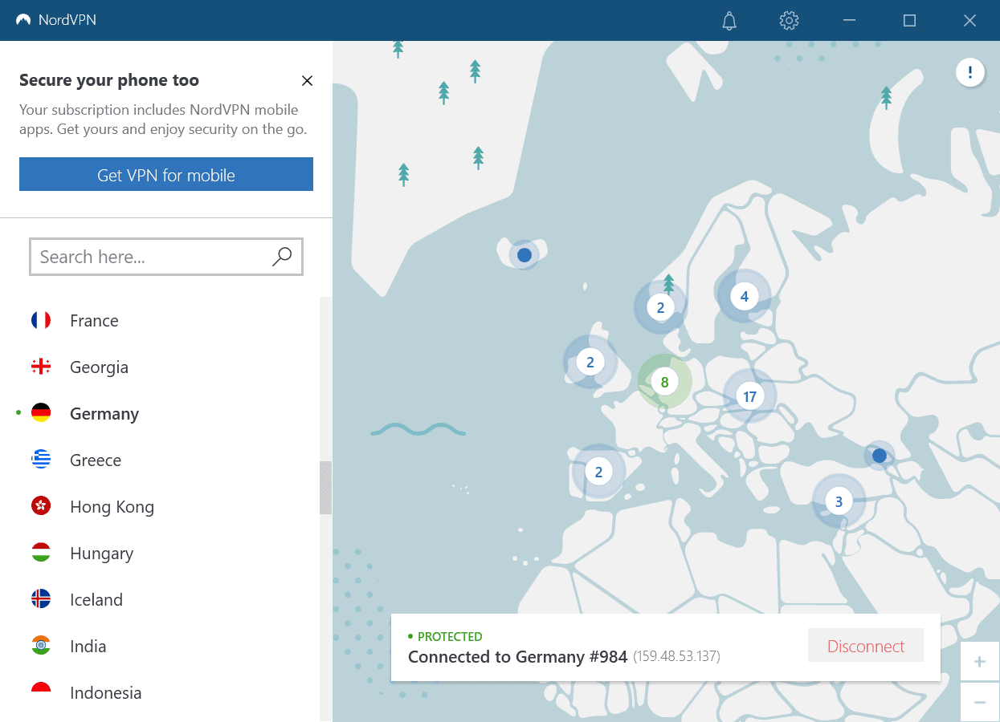 NordVPN
Secure your phone too
Your subscription includes NordVPN mobile
apps. Get yours and enjoy security on the go.
Get VPN for mobile
Search here...
France
Georgia
Germany
Greece
Hong Kong
Hungary
Iceland
India
Indonesia
!
2
4
2
8
17
2
3
PROTECTED
Connected to Germany #984 (159.48.53.137)
Disconnect
+
−